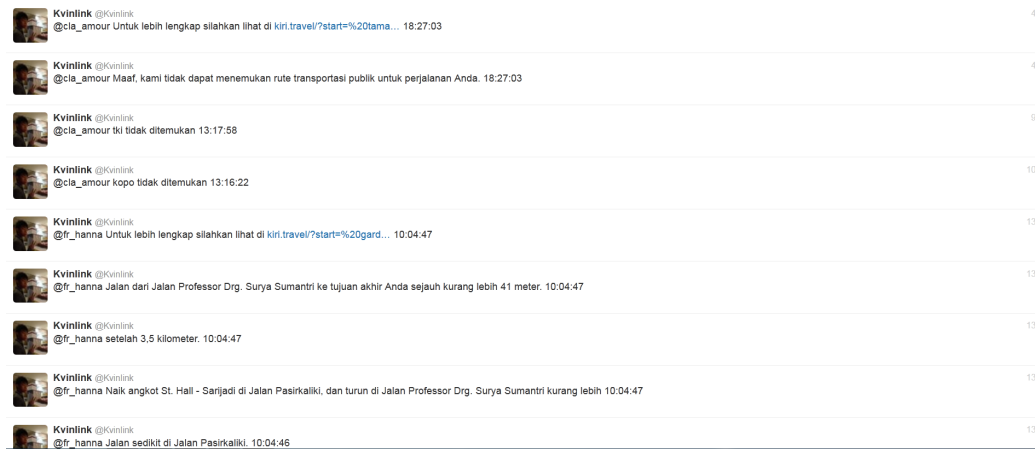 Kvinlink @Kvinlink
@cla_amour Untuk lebih lengkap silahkan lihat di kiri.travel/?start=%20tama... 18:27:03
Kvinlink @Kvinlink
@cla_amour Maaf, kami tidak dapat menemukan rute transportasi publik untuk perjalanan Anda. 18:27:03
Kvinlink @Kvinlink
@cla_amour tki tidak ditemukan 13:17:58
Kvinlink @Kvinlink
@cla_amour kopo tidak ditemukan 13:16:22
Kvinlink @Kvinlink
@fr_hanna Untuk lebih lengkap silahkan lihat di kiri.travel/?start=%20gard... 10:04:47
Kvinlink @Kvinlink
@fr_hanna Jalan dari Jalan Professor Drg. Surya Sumantri ke tujuan akhir Anda sejauh kurang lebih 41 meter. 10:04:47
Kvinlink @Kvinlink
@fr_hanna setelah 3,5 kilometer. 10:04:47
Kvinlink @Kvinlink
@fr_hanna Naik angkot St. Hall - Sarijadi di Jalan Pasirkaliki, dan turun di Jalan Professor Drg. Surya Sumantri kurang lebih 10:04:47
Kvinlink @Kvinlink
@fr_hanna Jalan sedikit di Jalan Pasirkaliki. 10:04:46